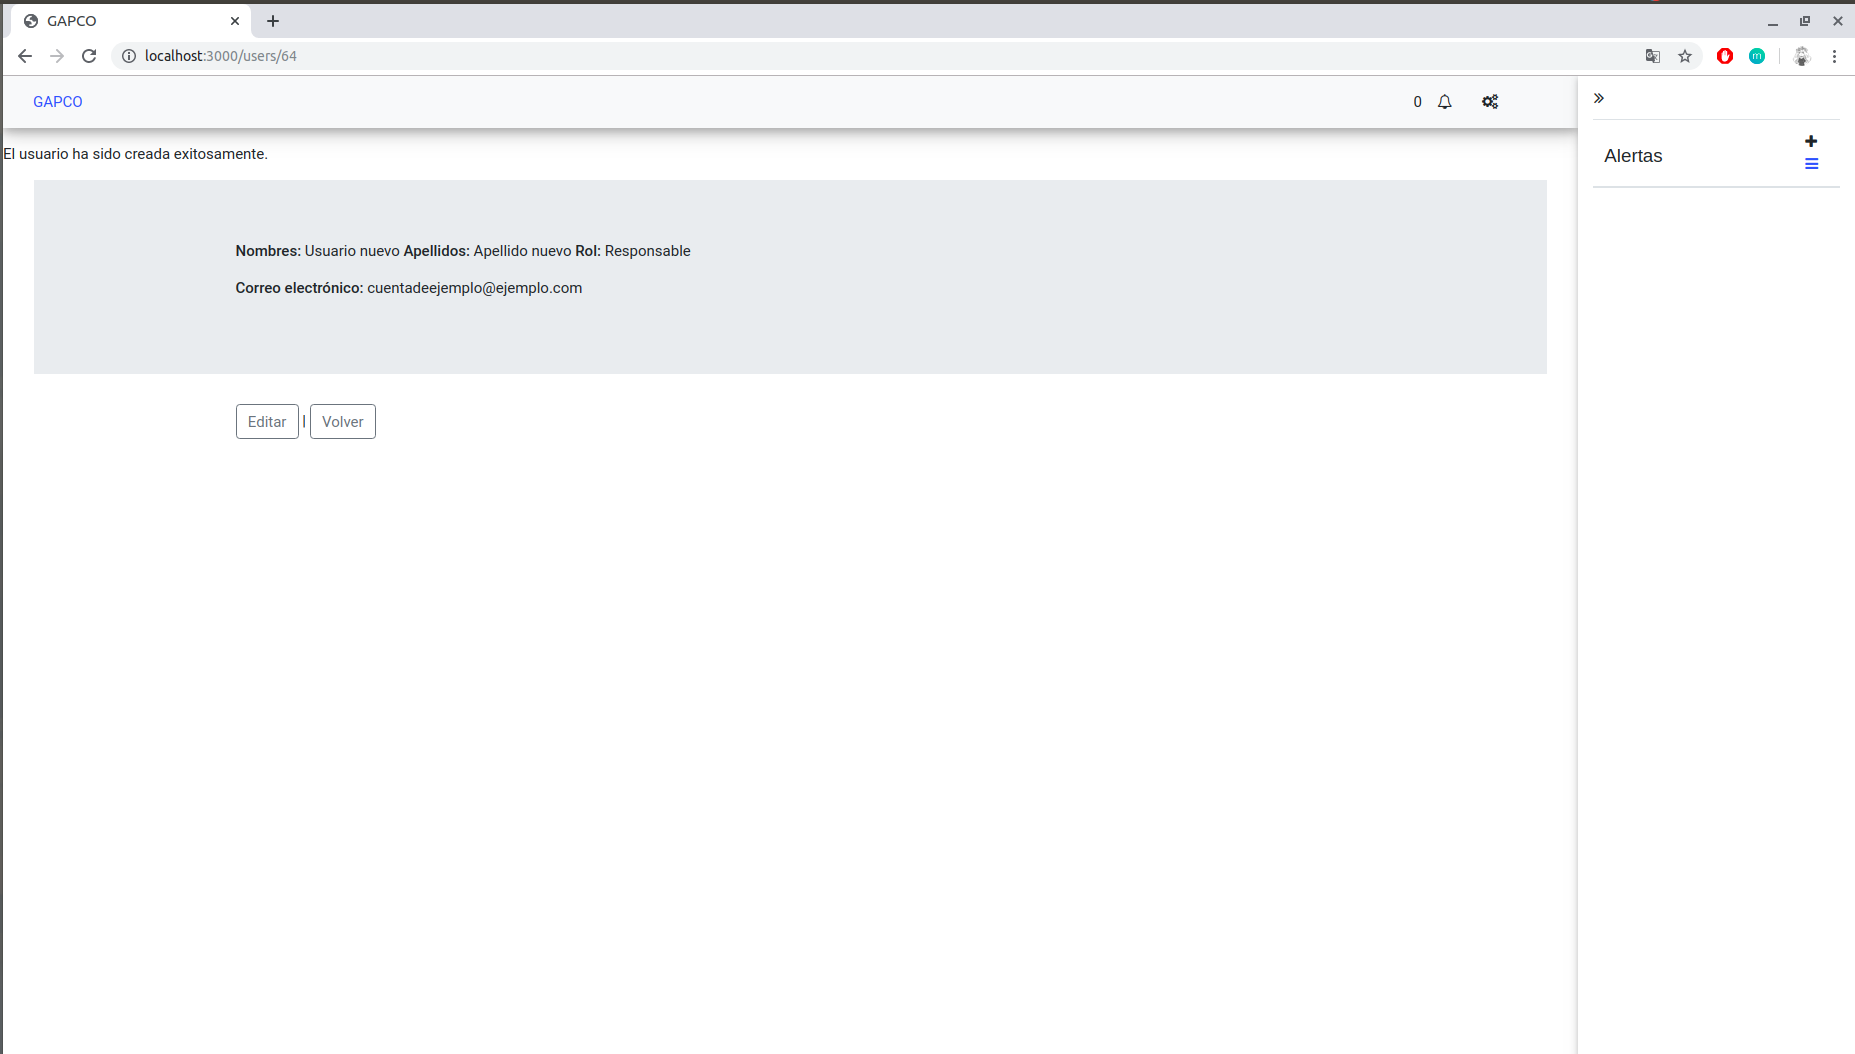 GAPCO
localhost:3000/users/64
m
GAPCO
0
El usuario ha sido creada exitosamente.
Alertas
Nombres: Usuario nuevo Apellidos: Apellido nuevo Rol: Responsable
Correo electrónico: cuentadeejemplo@ejemplo.com
Editar | Volver